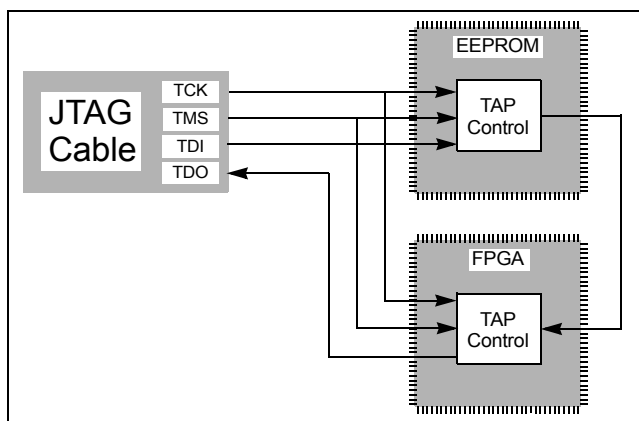 EEPROM
JTAG
Cable
TCK
TMS
TDI
TDO
TAP
Control
FPGA
TAP
Control